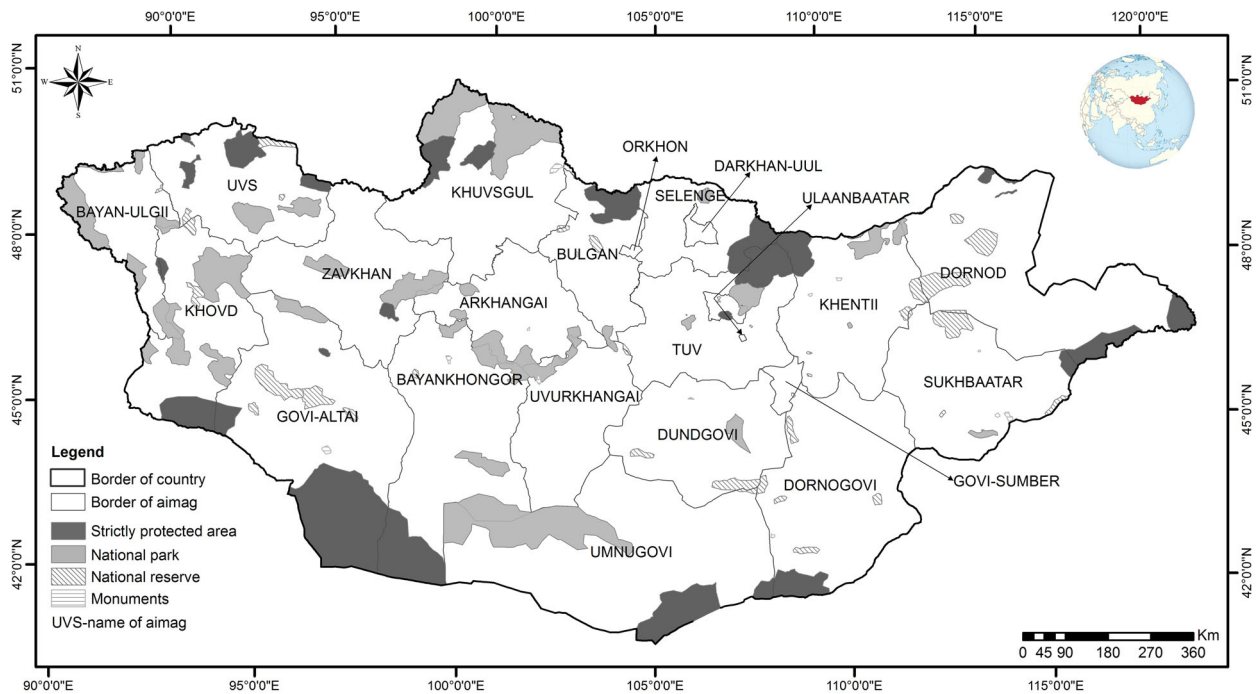 90°0'0"E 95°0'0"E 100°0'0"E 105°0'0"E 110°0'0"E 115°0'0"E 120°0'0"E
51°0'0"N
51°0'0"N
N
W E
S
ORKHON
DARKHAN-UUL
UVS
KHUVSGUL
SELENGE
ULAANBAATAR
BAYAN-ULGII
48°0'0"N
48°0'0"N
BULGAN
ZAVKHAN
DORNOD
ARKHANGAI
KHOVD
KHENTII
TUV
BAYANKHONGOR
UVURKHANGAI
SUKHBAATAR
45°0'0"N
45°0'0"N
GOVI-ALTAI
DUNDGOVI
DORNOGOVI
GOVI-SUMBER
UMNUGOVI
42°0'0"N
42°0'0"N
Legend
Border of country
Border of aimag
Strictly protected area
National park
National reserve
Monuments
UVS-name of aimag
Km
0 45 90 180 270 360
90°0'0"E 95°0'0"E 100°0'0"E 105°0'0"E 110°0'0"E 115°0'0"E